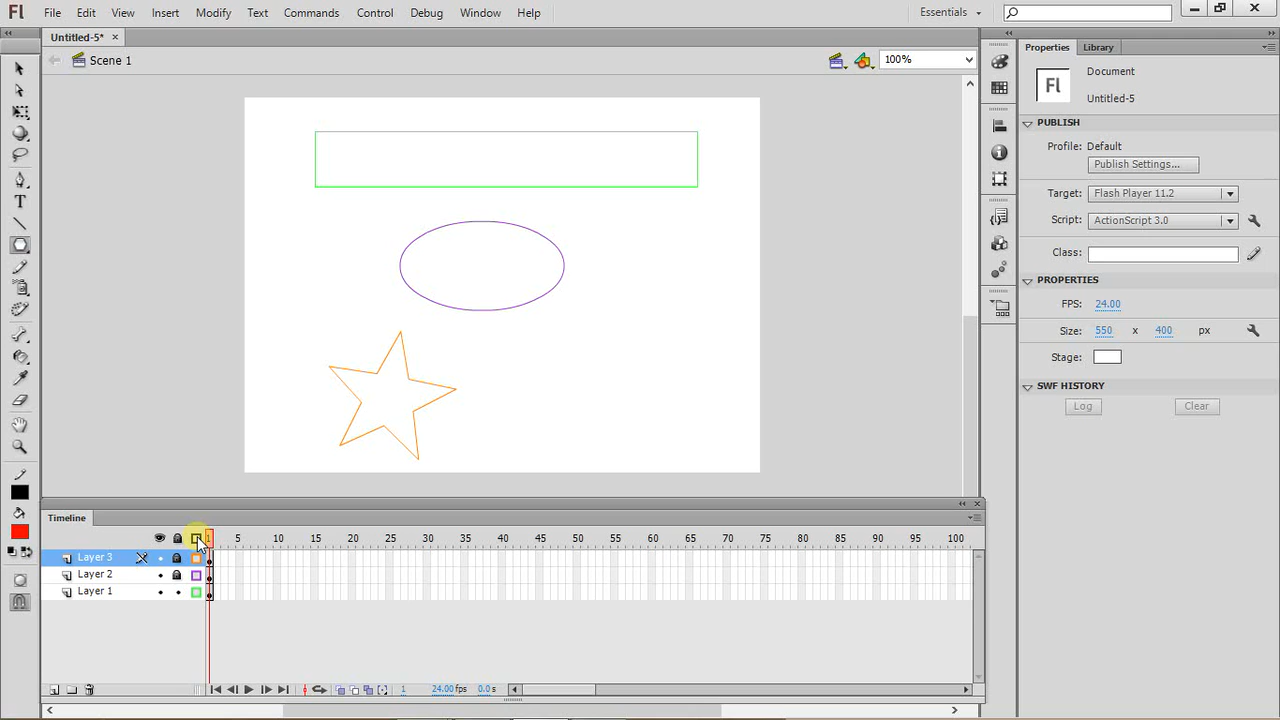 Fl File Edit View Insert Modify Text Commands Control Debug Window Help Essentials
Untitled-5* ×
Scene 1 100%
Properties Library
Fl Document
Untitled-5
PUBLISH
Profile: Default
Publish Settings...
Target: Flash Player 11.2
Script: ActionScript 3.0
Class:
PROPERTIES
FPS: 24.00
Size: 550 x 400 px
Stage:
SWF HISTORY
Log Clear
T
Timeline
1 5 10 15 20 25 30 35 40 45 50 55 60 65 70 75 80 85 90 95 100
Layer 3
Layer 2
Layer 1
1 24.00 fps 0.0 s